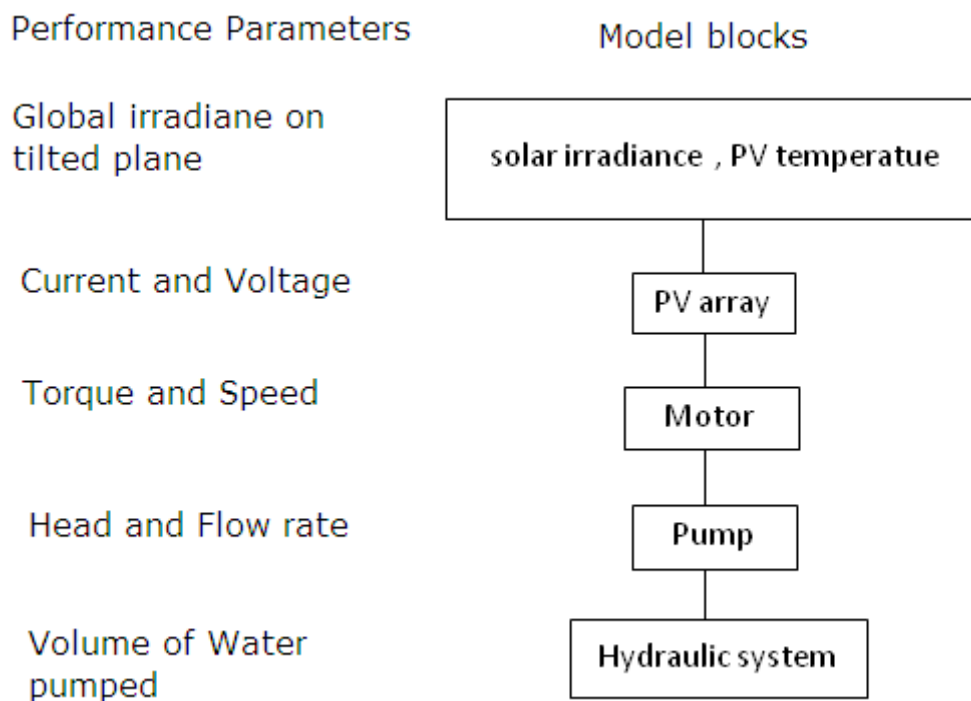 Performance Parameters
Model blocks
Global irradiane on
tilted plane
solar irradiance , PV temperatue
Current and Voltage
PV array
Torque and Speed
Motor
Head and Flow rate
Pump
Volume of Water
pumped
Hydraulic system